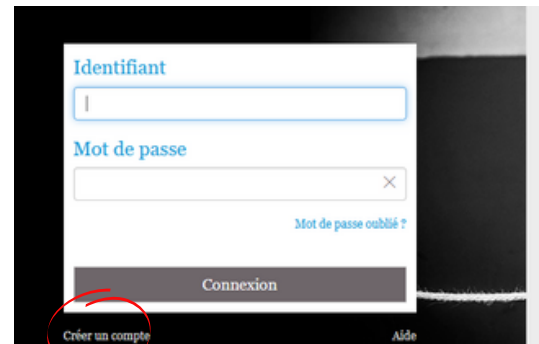 Identifiant
Mot de passe
Mot de passe oublié ?
Connexion
Créer un compte
Aide